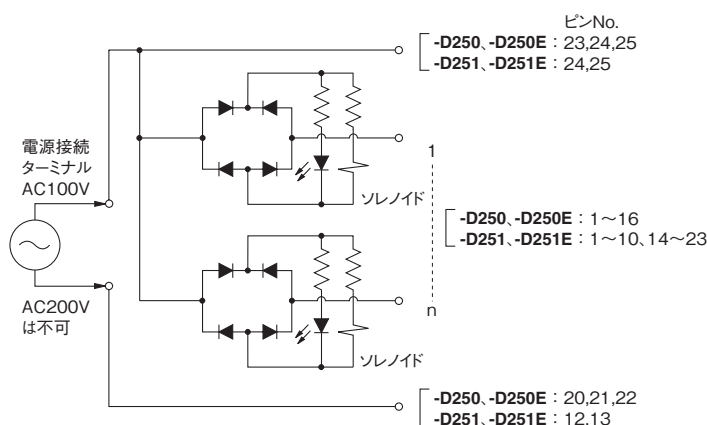 ピンNo.
-D250、-D250E：23,24,25
-D251、-D251E：24,25
電源接続
ターミナル
AC100V
1
ソレノイド
-D250、-D250E：1～16
-D251、-D251E：1～10、14～23
AC200V
は不可
n
ソレノイド
-D250、-D250E：20,21,22
-D251、-D251E：12,13